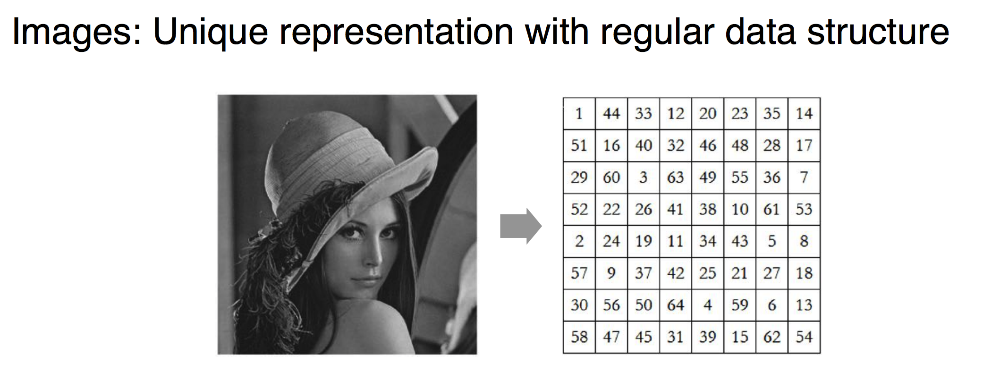 Images: Unique representation with regular data structure
1 44 33 12 20 23 35 14
51 16 40 32 46 48 28 17
29 60 3 63 49 55 36 7
52 22 26 41 38 10 61 53
2 24 19 11 34 43 5 8
57 9 37 42 25 21 27 18
30 56 50 64 4 59 6 13
58 47 45 31 39 15 62 54